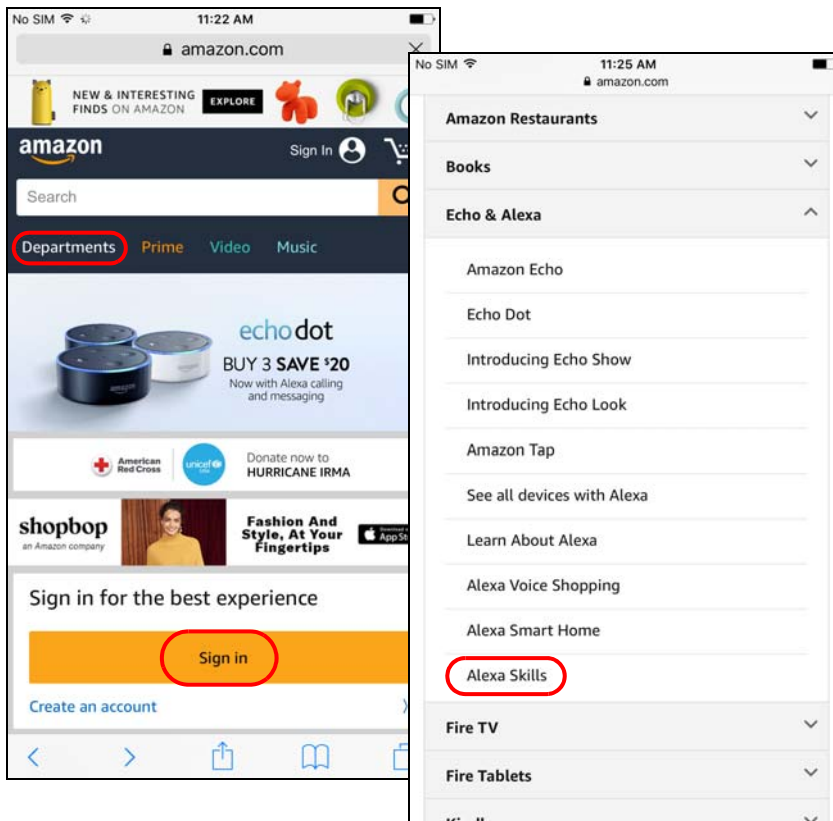 No SIM 11:22 AM
amazon.com
NEW & INTERESTING
FINDS ON AMAZON
EXPLORE
amazon
Sign In
Search
Departments Prime Video Music
echo dot
BUY 3 SAVE $20
Now with Alexa calling
and messaging
amazon
American
Red Cross
unicef
Donate now to
HURRICANE IRMA
shopbop
an Amazon company
Fashion And
Style, At Your
Fingertips
App St
Sign in for the best experience
Sign in
Create an account
No SIM 11:25 AM
amazon.com
Amazon Restaurants
Books
Echo & Alexa
Amazon Echo
Echo Dot
Introducing Echo Show
Introducing Echo Look
Amazon Tap
See all devices with Alexa
Learn About Alexa
Alexa Voice Shopping
Alexa Smart Home
Alexa Skills
Fire TV
Fire Tablets